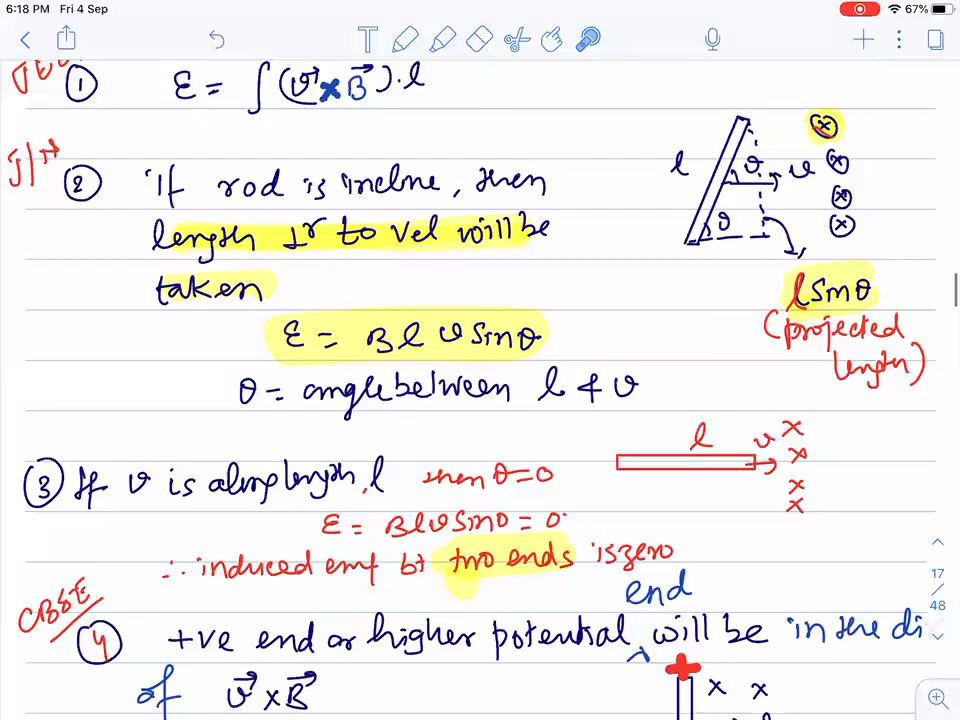 6:18 PM Fri 4 Sep
67%
① ε = ∫(v⃗ × B⃗)·l
② If rod is incline, then
length ⊥r to vel will be
taken
ε = Blv sinθ
θ = angle between l & v
l
θ
v
θ
l sinθ
(projected
length)
③ If v is along length, l then θ=0
ε = Blv sin0 = 0
∴ induced emf bt two ends is zero
l
v
x
x
x
x
17
/
48
CBSE
④ +ve end or higher potential end will be in the di
of v⃗ × B⃗
+
x x